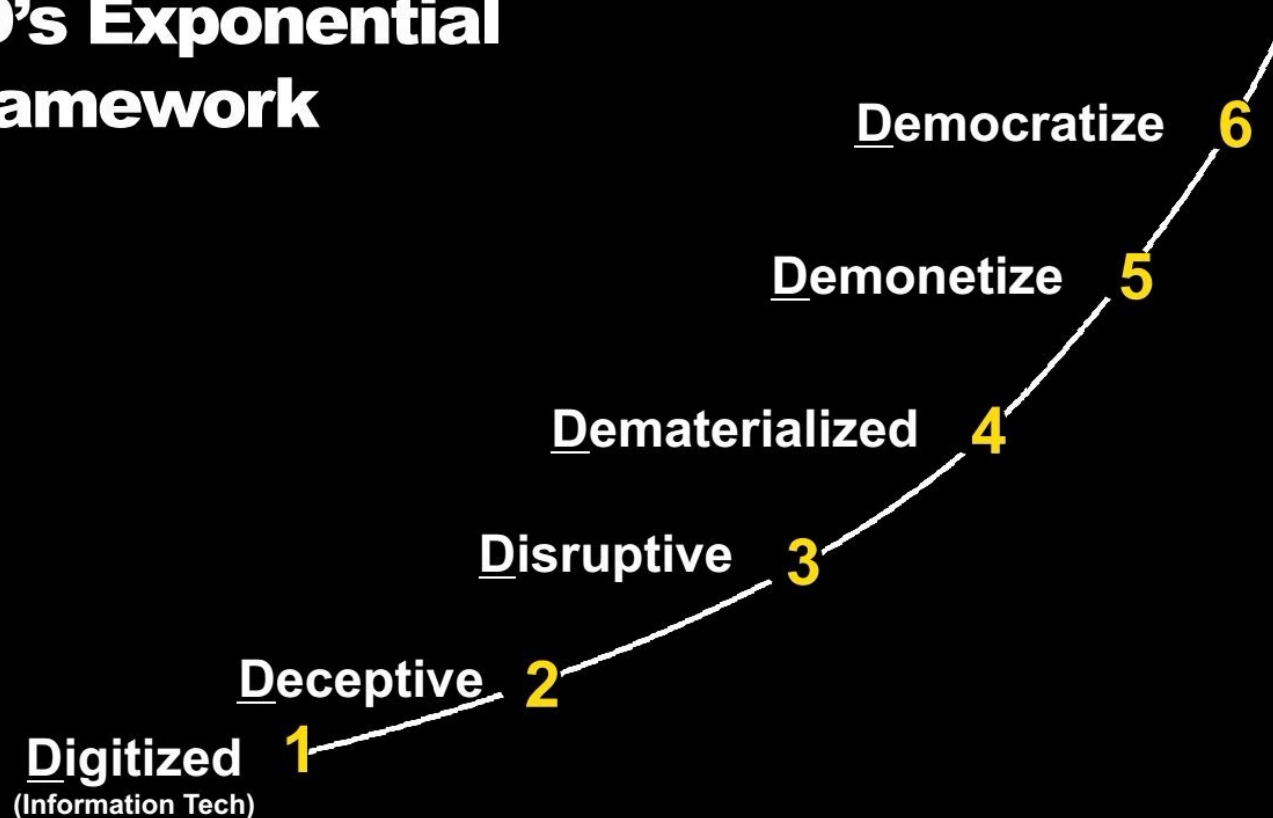 ’s Exponential
amework
Democratize 6
Demonetize 5
Dematerialized 4
Disruptive 3
Deceptive 2
Digitized 1
(Information Tech)